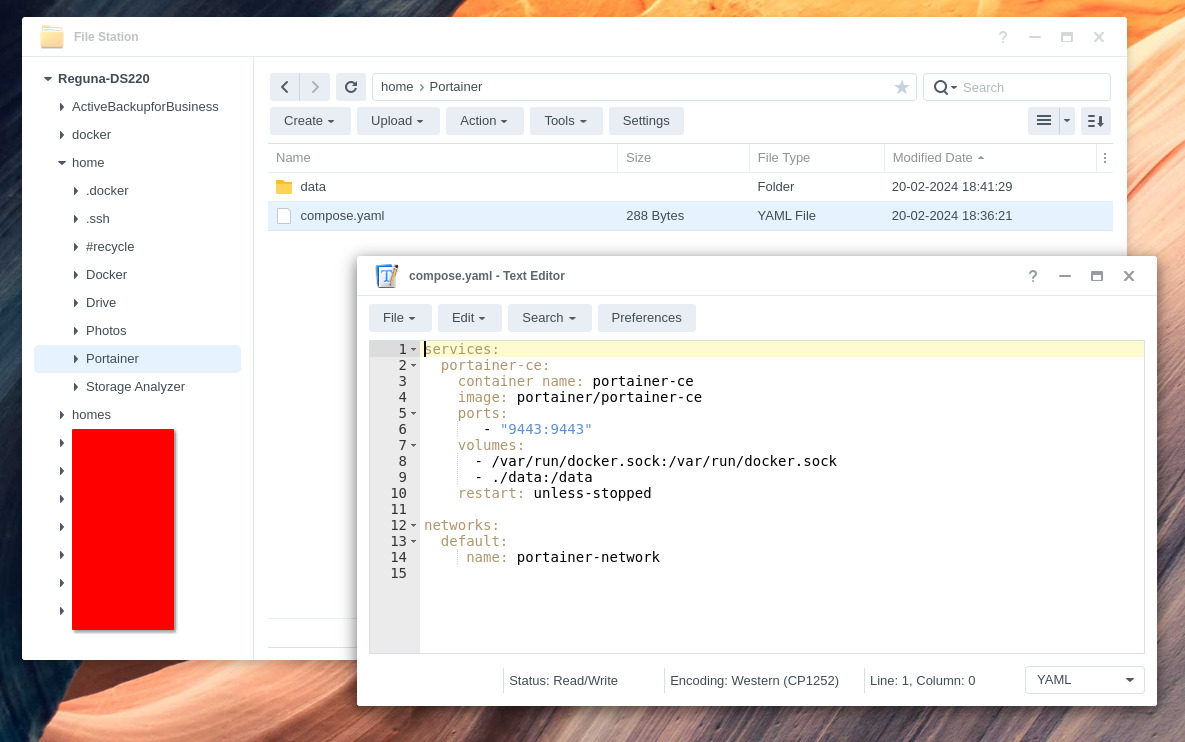 File Station
?
Reguna-DS220
ActiveBackupforBusiness
docker
home
.docker
.ssh
#recycle
Docker
Drive
Photos
Portainer
Storage Analyzer
homes
home › Portainer
Search
Create
Upload
Action
Tools
Settings
Name Size File Type Modified Date
data Folder 20-02-2024 18:41:29
compose.yaml 288 Bytes YAML File 20-02-2024 18:36:21
compose.yaml - Text Editor
?
File
Edit
Search
Preferences
1 services:
2   portainer-ce:
3     container name: portainer-ce
4     image: portainer/portainer-ce
5     ports:
6        - "9443:9443"
7     volumes:
8       - /var/run/docker.sock:/var/run/docker.sock
9       - ./data:/data
10     restart: unless-stopped
11
12 networks:
13   default:
14      name: portainer-network
15
Status: Read/Write
Encoding: Western (CP1252)
Line: 1, Column: 0
YAML